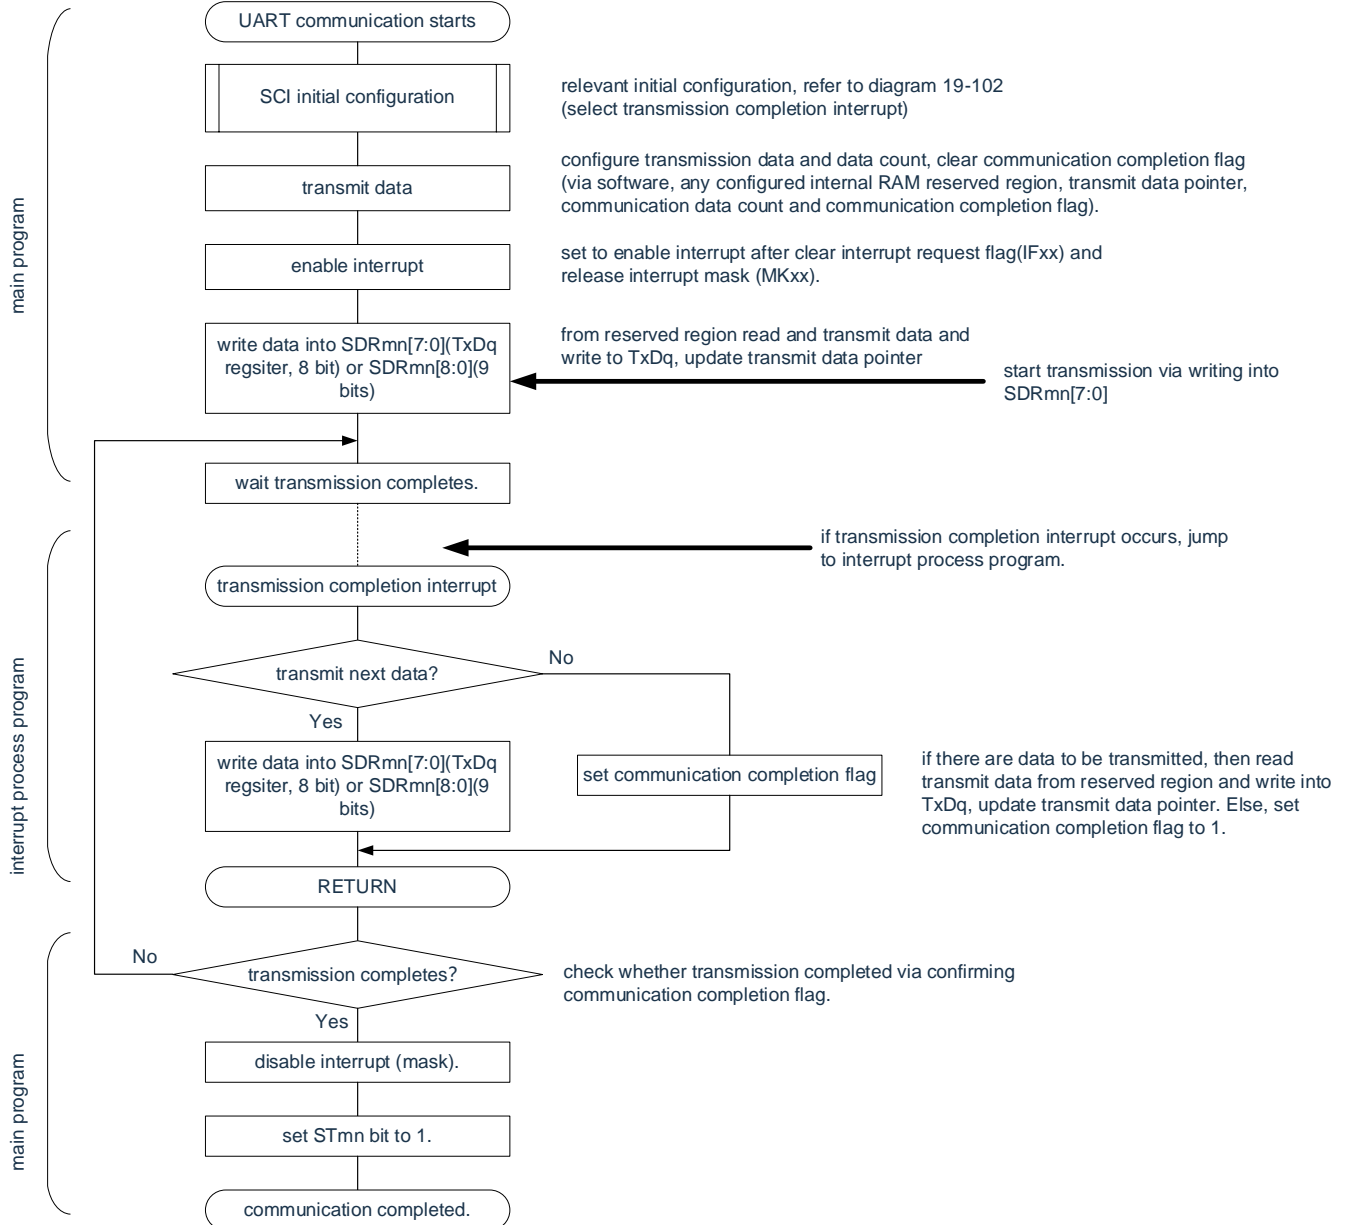 UART communication starts
SCI initial configuration
relevant initial configuration, refer to diagram 19-102
(select transmission completion interrupt)
transmit data
configure transmission data and data count, clear communication completion flag
(via software, any configured internal RAM reserved region, transmit data pointer,
communication data count and communication completion flag).
main program
enable interrupt
set to enable interrupt after clear interrupt request flag(IFxx) and
release interrupt mask (MKxx).
write data into SDRmn[7:0](TxDq
regsiter, 8 bit) or SDRmn[8:0](9
bits)
from reserved region read and transmit data and
write to TxDq, update transmit data pointer
start transmission via writing into
SDRmn[7:0]
wait transmission completes.
if transmission completion interrupt occurs, jump
to interrupt process program.
transmission completion interrupt
transmit next data?
No
Yes
interrupt process program
write data into SDRmn[7:0](TxDq
regsiter, 8 bit) or SDRmn[8:0](9
bits)
set communication completion flag
if there are data to be transmitted, then read
transmit data from reserved region and write into
TxDq, update transmit data pointer. Else, set
communication completion flag to 1.
RETURN
No
transmission completes?
check whether transmission completed via confirming
communication completion flag.
Yes
main program
disable interrupt (mask).
set STmn bit to 1.
communication completed.